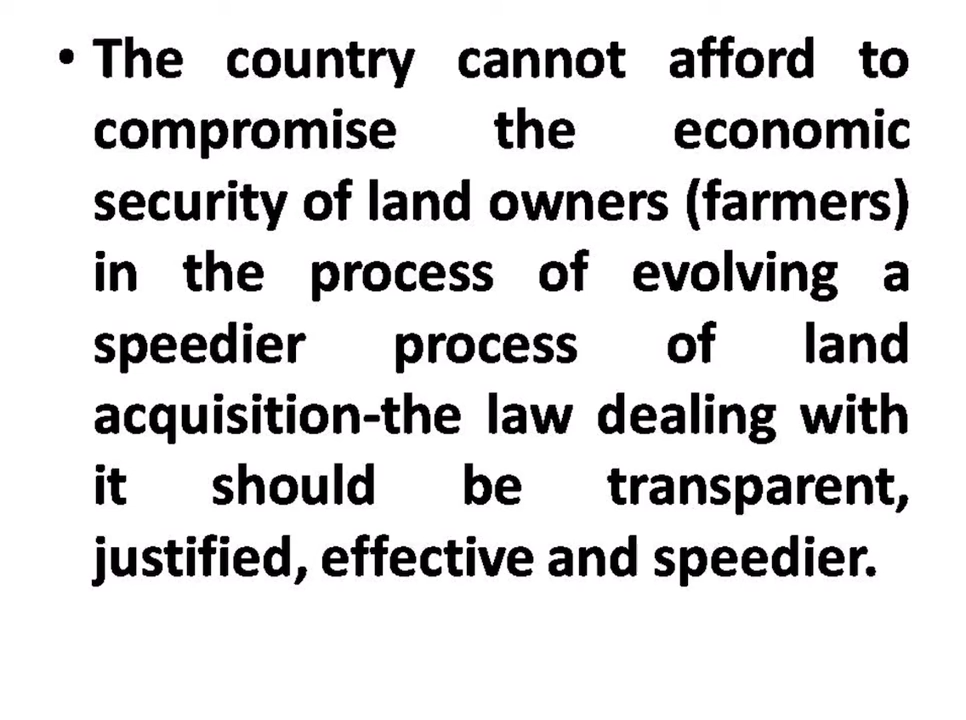 • The country cannot afford to
compromise the economic
security of land owners (farmers)
in the process of evolving a
speedier process of land
acquisition-the law dealing with
it should be transparent,
justified, effective and speedier.